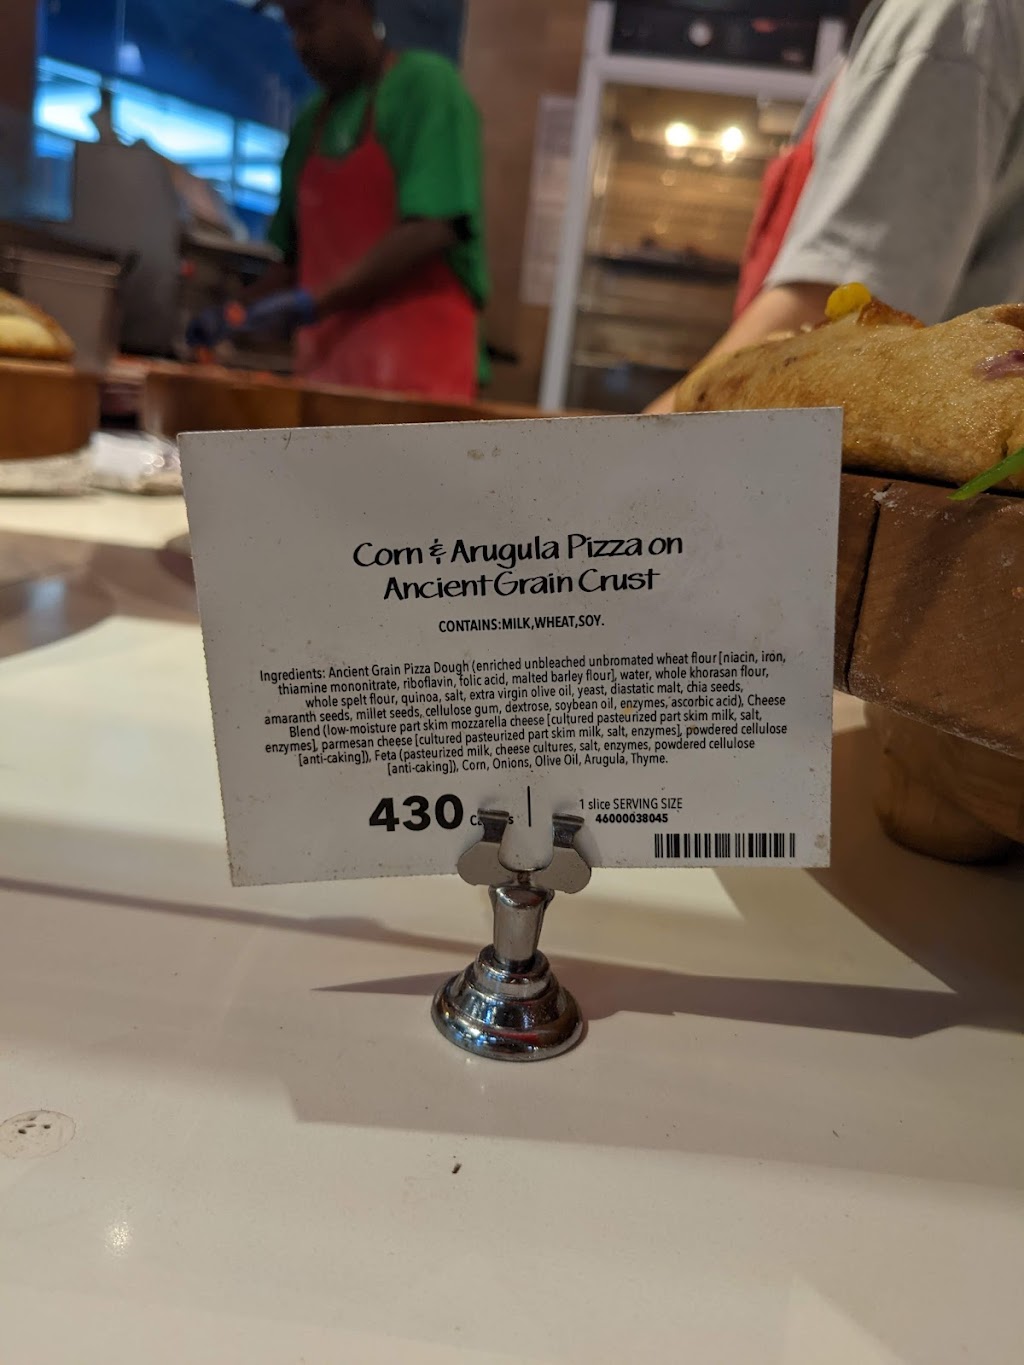 Corn & Arugula Pizza on
Ancient Grain Crust
CONTAINS:MILK,WHEAT,SOY.
Ingredients: Ancient Grain Pizza Dough (enriched unbleached unbromated wheat flour [niacin, iron,
thiamine mononitrate, riboflavin, folic acid, malted barley flour], water, whole khorasan flour,
whole spelt flour, quinoa, salt, extra virgin olive oil, yeast, diastatic malt, chia seeds,
amaranth seeds, millet seeds, cellulose gum, dextrose, soybean oil, enzymes, ascorbic acid), Cheese
Blend (low-moisture part skim mozzarella cheese [cultured pasteurized part skim milk, salt,
enzymes], parmesan cheese [cultured pasteurized part skim milk, salt, enzymes], powdered cellulose
[anti-caking]), Feta (pasteurized milk, cheese cultures, salt, enzymes, powdered cellulose
[anti-caking]), Corn, Onions, Olive Oil, Arugula, Thyme.
430
1 slice SERVING SIZE
46000038045